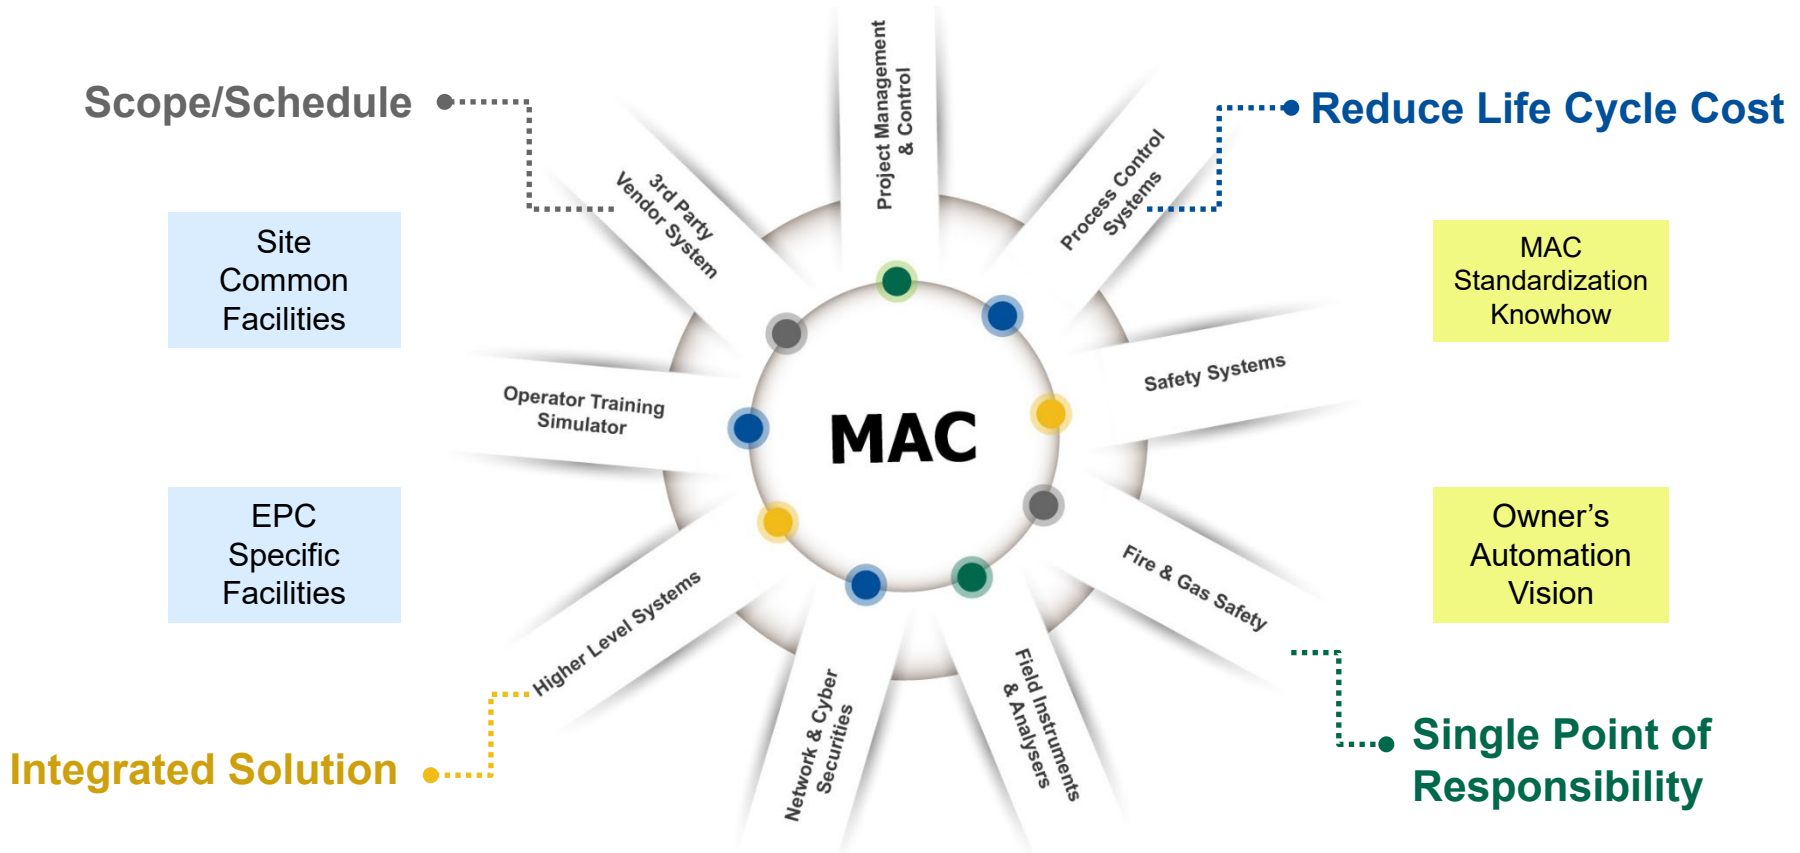 Scope/Schedule
Reduce Life Cycle Cost
Project Management
& Control
3rd Party
Vendor System
Process Control
Systems
Site
Common
Facilities
MAC
Standardization
Knowhow
Operator Training
Simulator
MAC
Safety Systems
EPC
Specific
Facilities
Owner’s
Automation
Vision
Higher Level Systems
Network & Cyber
Securities
Field Instruments
& Analysers
Fire & Gas Safety
Integrated Solution
Single Point of
Responsibility